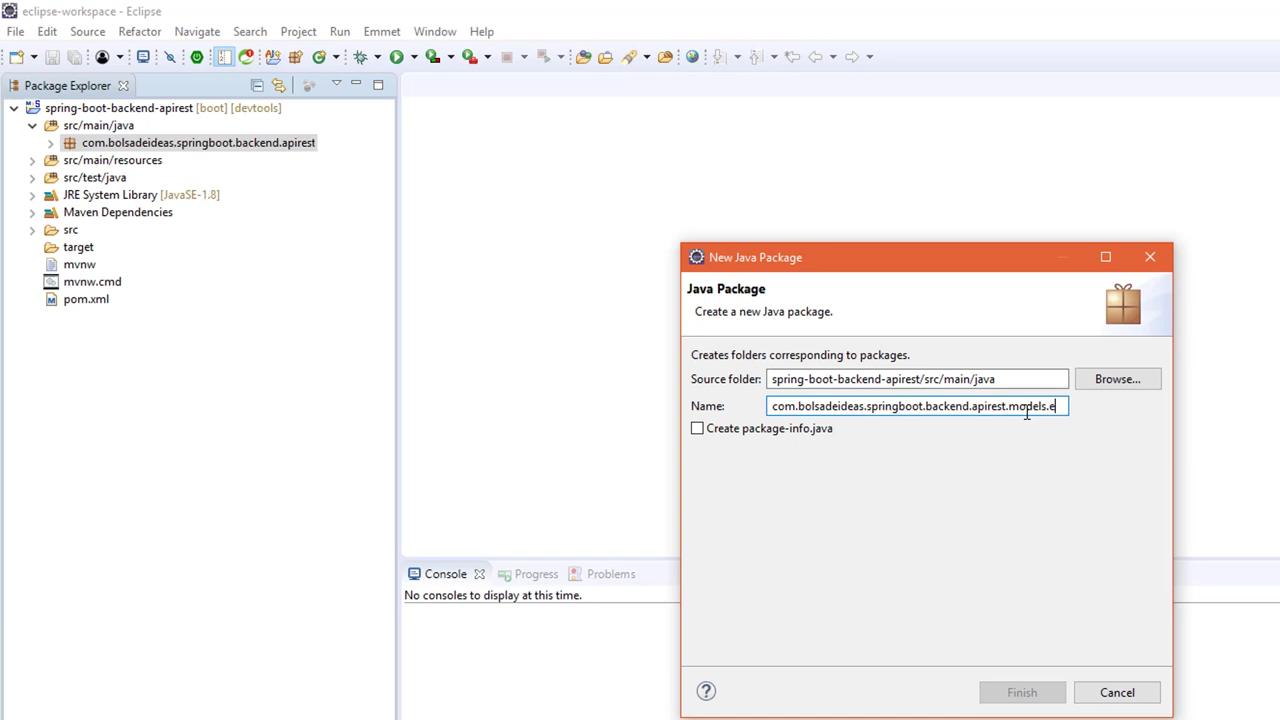 eclipse-workspace - Eclipse
File Edit Source Refactor Navigate Search Project Run Emmet Window Help
Package Explorer
spring-boot-backend-apirest [boot] [devtools]
src/main/java
com.bolsadeideas.springboot.backend.apirest
src/main/resources
src/test/java
JRE System Library [JavaSE-1.8]
Maven Dependencies
src
target
mvnw
mvnw.cmd
pom.xml
New Java Package
Java Package
Create a new Java package.
Creates folders corresponding to packages.
Source folder: spring-boot-backend-apirest/src/main/java Browse...
Name: com.bolsadeideas.springboot.backend.apirest.models.e
Create package-info.java
? Finish Cancel
Console Progress Problems
No consoles to display at this time.